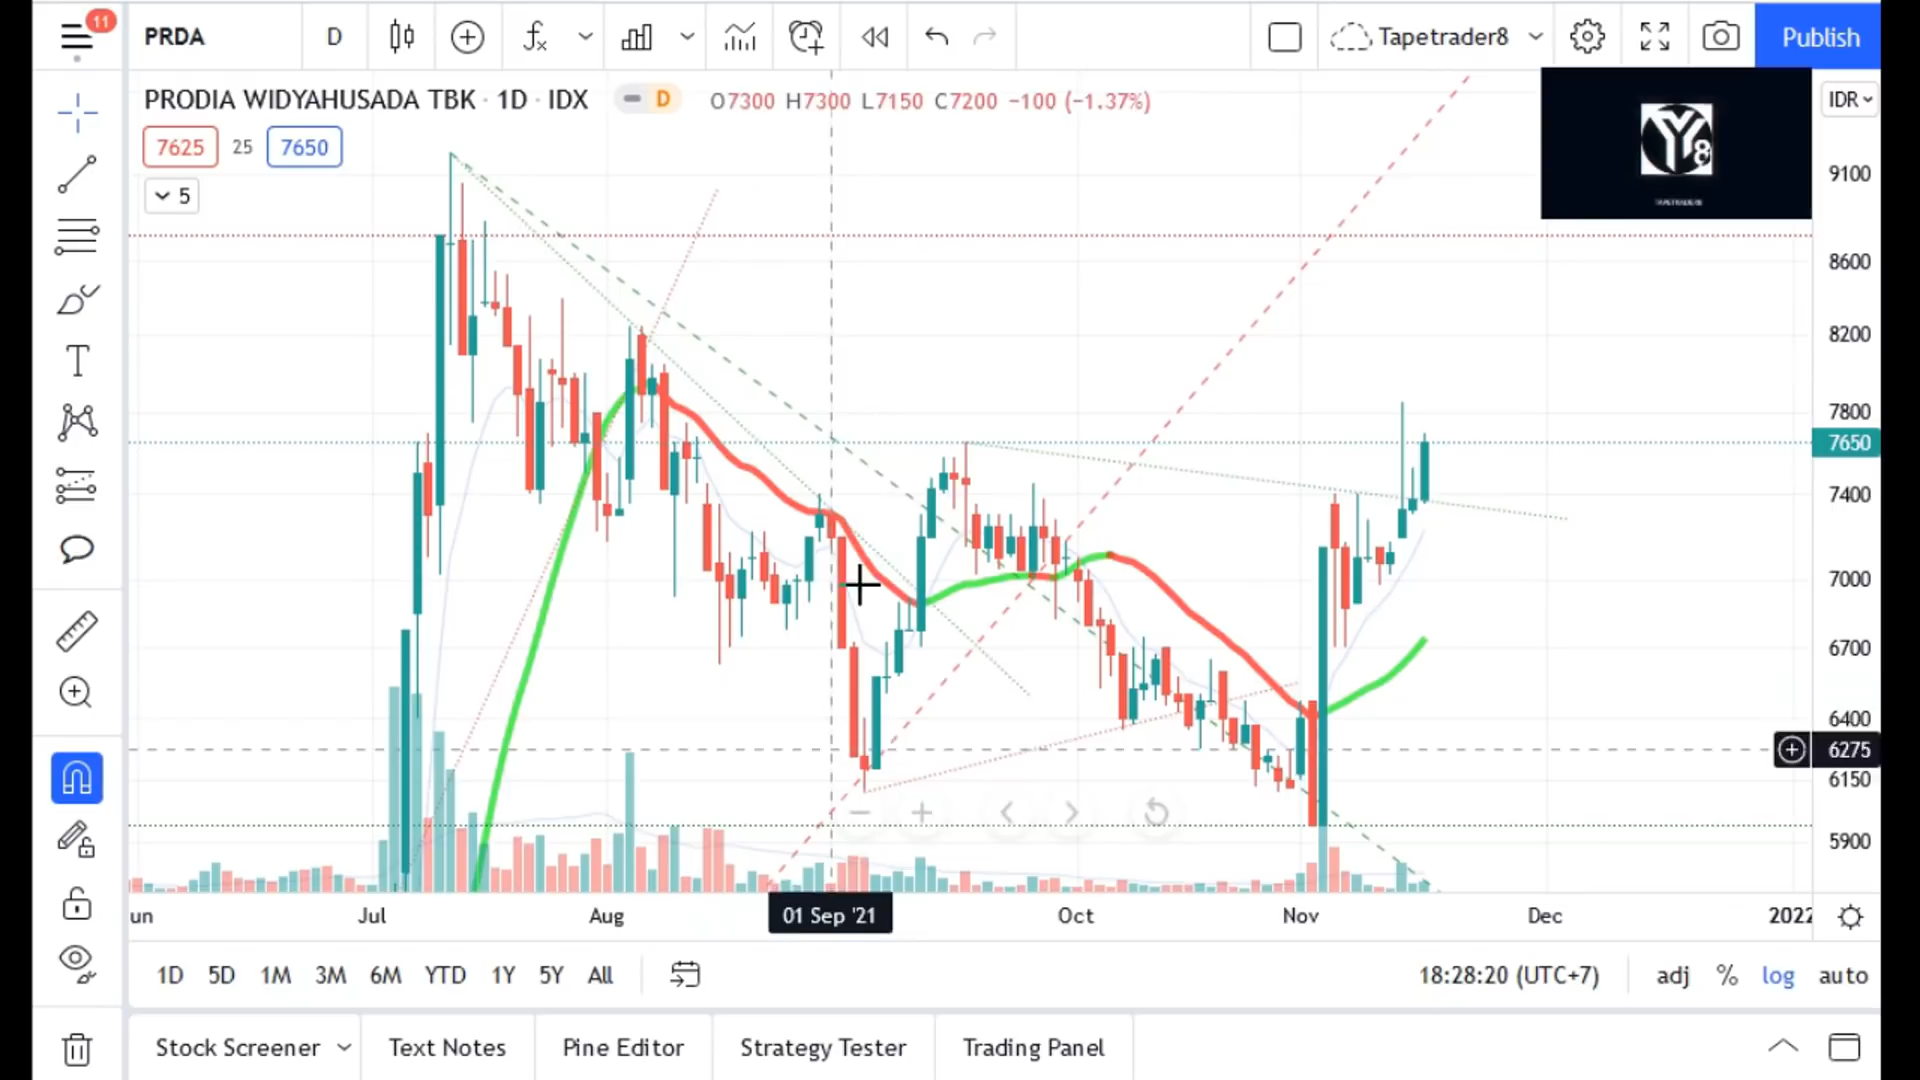 11
PRDA
D
Tapetrader8
Publish
PRODIA WIDYAHUSADA TBK · 1D · IDX
D
O7300 H7300 L7150 C7200 −100 (−1.37%)
IDR
7625
25
7650
5
Y8
TAPETRADER8
9100
8600
8200
7800
7650
7400
7000
6700
6400
6275
6150
5900
un
Jul
Aug
01 Sep '21
Oct
Nov
Dec
2022
1D
5D
1M
3M
6M
YTD
1Y
5Y
All
18:28:20 (UTC+7)
adj
%
log
auto
Stock Screener
Text Notes
Pine Editor
Strategy Tester
Trading Panel